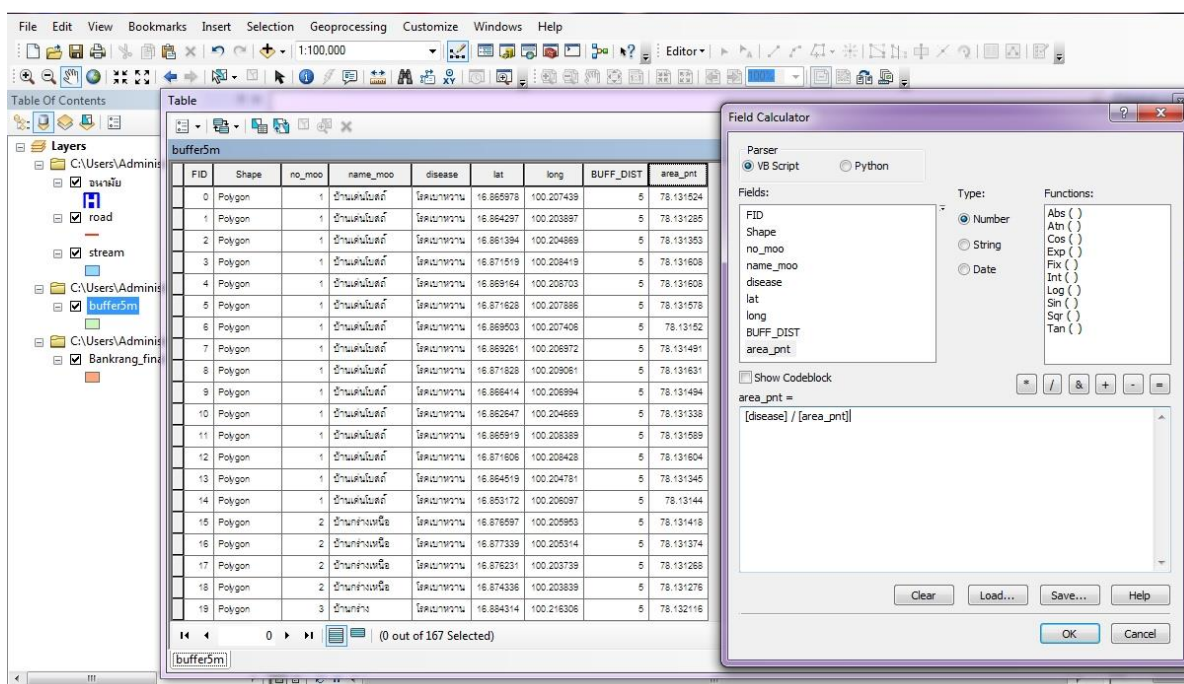 File Edit View Bookmarks Insert Selection Geoprocessing Customize Windows Help
1:100,000
Editor
100%
Table Of Contents
Layers
C:\Users\Adminis
อนามัย
H
road
stream
C:\Users\Adminis
buffer5m
C:\Users\Adminis
Bankrang_fina
Table
buffer5m
FID Shape no_moo name_moo disease lat long BUFF_DIST area_pnt
0 Polygon 1 บ้านเด่นโบสถ์ โรคเบาหวาน 16.865978 100.207439 5 78.131524
1 Polygon 1 บ้านเด่นโบสถ์ โรคเบาหวาน 16.864297 100.203897 5 78.131285
2 Polygon 1 บ้านเด่นโบสถ์ โรคเบาหวาน 16.861394 100.204869 5 78.131353
3 Polygon 1 บ้านเด่นโบสถ์ โรคเบาหวาน 16.871519 100.208419 5 78.131608
4 Polygon 1 บ้านเด่นโบสถ์ โรคเบาหวาน 16.869164 100.208703 5 78.131608
5 Polygon 1 บ้านเด่นโบสถ์ โรคเบาหวาน 16.871628 100.207886 5 78.131578
6 Polygon 1 บ้านเด่นโบสถ์ โรคเบาหวาน 16.869503 100.207406 5 78.13152
7 Polygon 1 บ้านเด่นโบสถ์ โรคเบาหวาน 16.869261 100.206972 5 78.131491
8 Polygon 1 บ้านเด่นโบสถ์ โรคเบาหวาน 16.871828 100.209061 5 78.131631
9 Polygon 1 บ้านเด่นโบสถ์ โรคเบาหวาน 16.866414 100.206994 5 78.131494
10 Polygon 1 บ้านเด่นโบสถ์ โรคเบาหวาน 16.862647 100.204669 5 78.131338
11 Polygon 1 บ้านเด่นโบสถ์ โรคเบาหวาน 16.865919 100.208389 5 78.131589
12 Polygon 1 บ้านเด่นโบสถ์ โรคเบาหวาน 16.871606 100.208428 5 78.131604
13 Polygon 1 บ้านเด่นโบสถ์ โรคเบาหวาน 16.864519 100.204781 5 78.131345
14 Polygon 1 บ้านเด่นโบสถ์ โรคเบาหวาน 16.853172 100.206097 5 78.13144
15 Polygon 2 บ้านกร่างเหนือ โรคเบาหวาน 16.876597 100.205953 5 78.131418
16 Polygon 2 บ้านกร่างเหนือ โรคเบาหวาน 16.877339 100.205314 5 78.131374
17 Polygon 2 บ้านกร่างเหนือ โรคเบาหวาน 16.876231 100.203739 5 78.131268
18 Polygon 2 บ้านกร่างเหนือ โรคเบาหวาน 16.874336 100.203839 5 78.131276
19 Polygon 3 บ้านกร่าง โรคเบาหวาน 16.884314 100.216306 5 78.132116
0 (0 out of 167 Selected)
buffer5m
Field Calculator
Parser
VB Script Python
Fields: Type: Functions:
FID
Shape
no_moo
name_moo
disease
lat
long
BUFF_DIST
area_pnt
Number
String
Date
Abs ( )
Atn ( )
Cos ( )
Exp ( )
Fix ( )
Int ( )
Log ( )
Sin ( )
Sqr ( )
Tan ( )
Show Codeblock
* / & + - =
area_pnt =
[disease] / [area_pnt]
Clear Load... Save... Help
OK Cancel